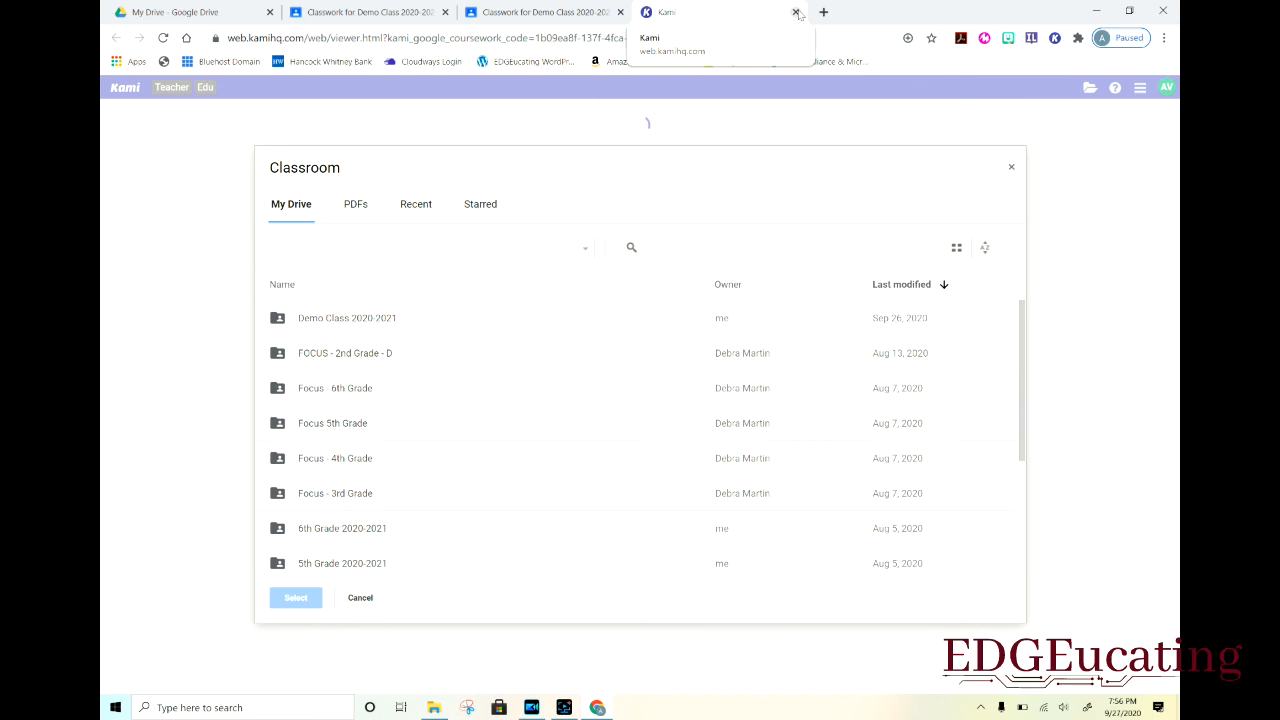 My Drive - Google Drive
Classwork for Demo Class 2020-202
Classwork for Demo Class 2020-202
Kami
web.kamihq.com/web/viewer.html?kami_google_coursework_code=1b09ea8f-137f-4fca-
Paused
Kami
web.kamihq.com
Apps
Bluehost Domain
Hancock Whitney Bank
Cloudways Login
EDGEucating WordPr...
Amaz
liance & Micr...
Kami Teacher Edu
AV
Classroom
My Drive PDFs Recent Starred
Name Owner Last modified
Demo Class 2020-2021 me Sep 26, 2020
FOCUS - 2nd Grade - D Debra Martin Aug 13, 2020
Focus - 6th Grade Debra Martin Aug 7, 2020
Focus 5th Grade Debra Martin Aug 7, 2020
Focus - 4th Grade Debra Martin Aug 7, 2020
Focus - 3rd Grade Debra Martin Aug 7, 2020
6th Grade 2020-2021 me Aug 5, 2020
5th Grade 2020-2021 me Aug 5, 2020
Select Cancel
EDGEucating
Type here to search
7:56 PM
9/27/2020